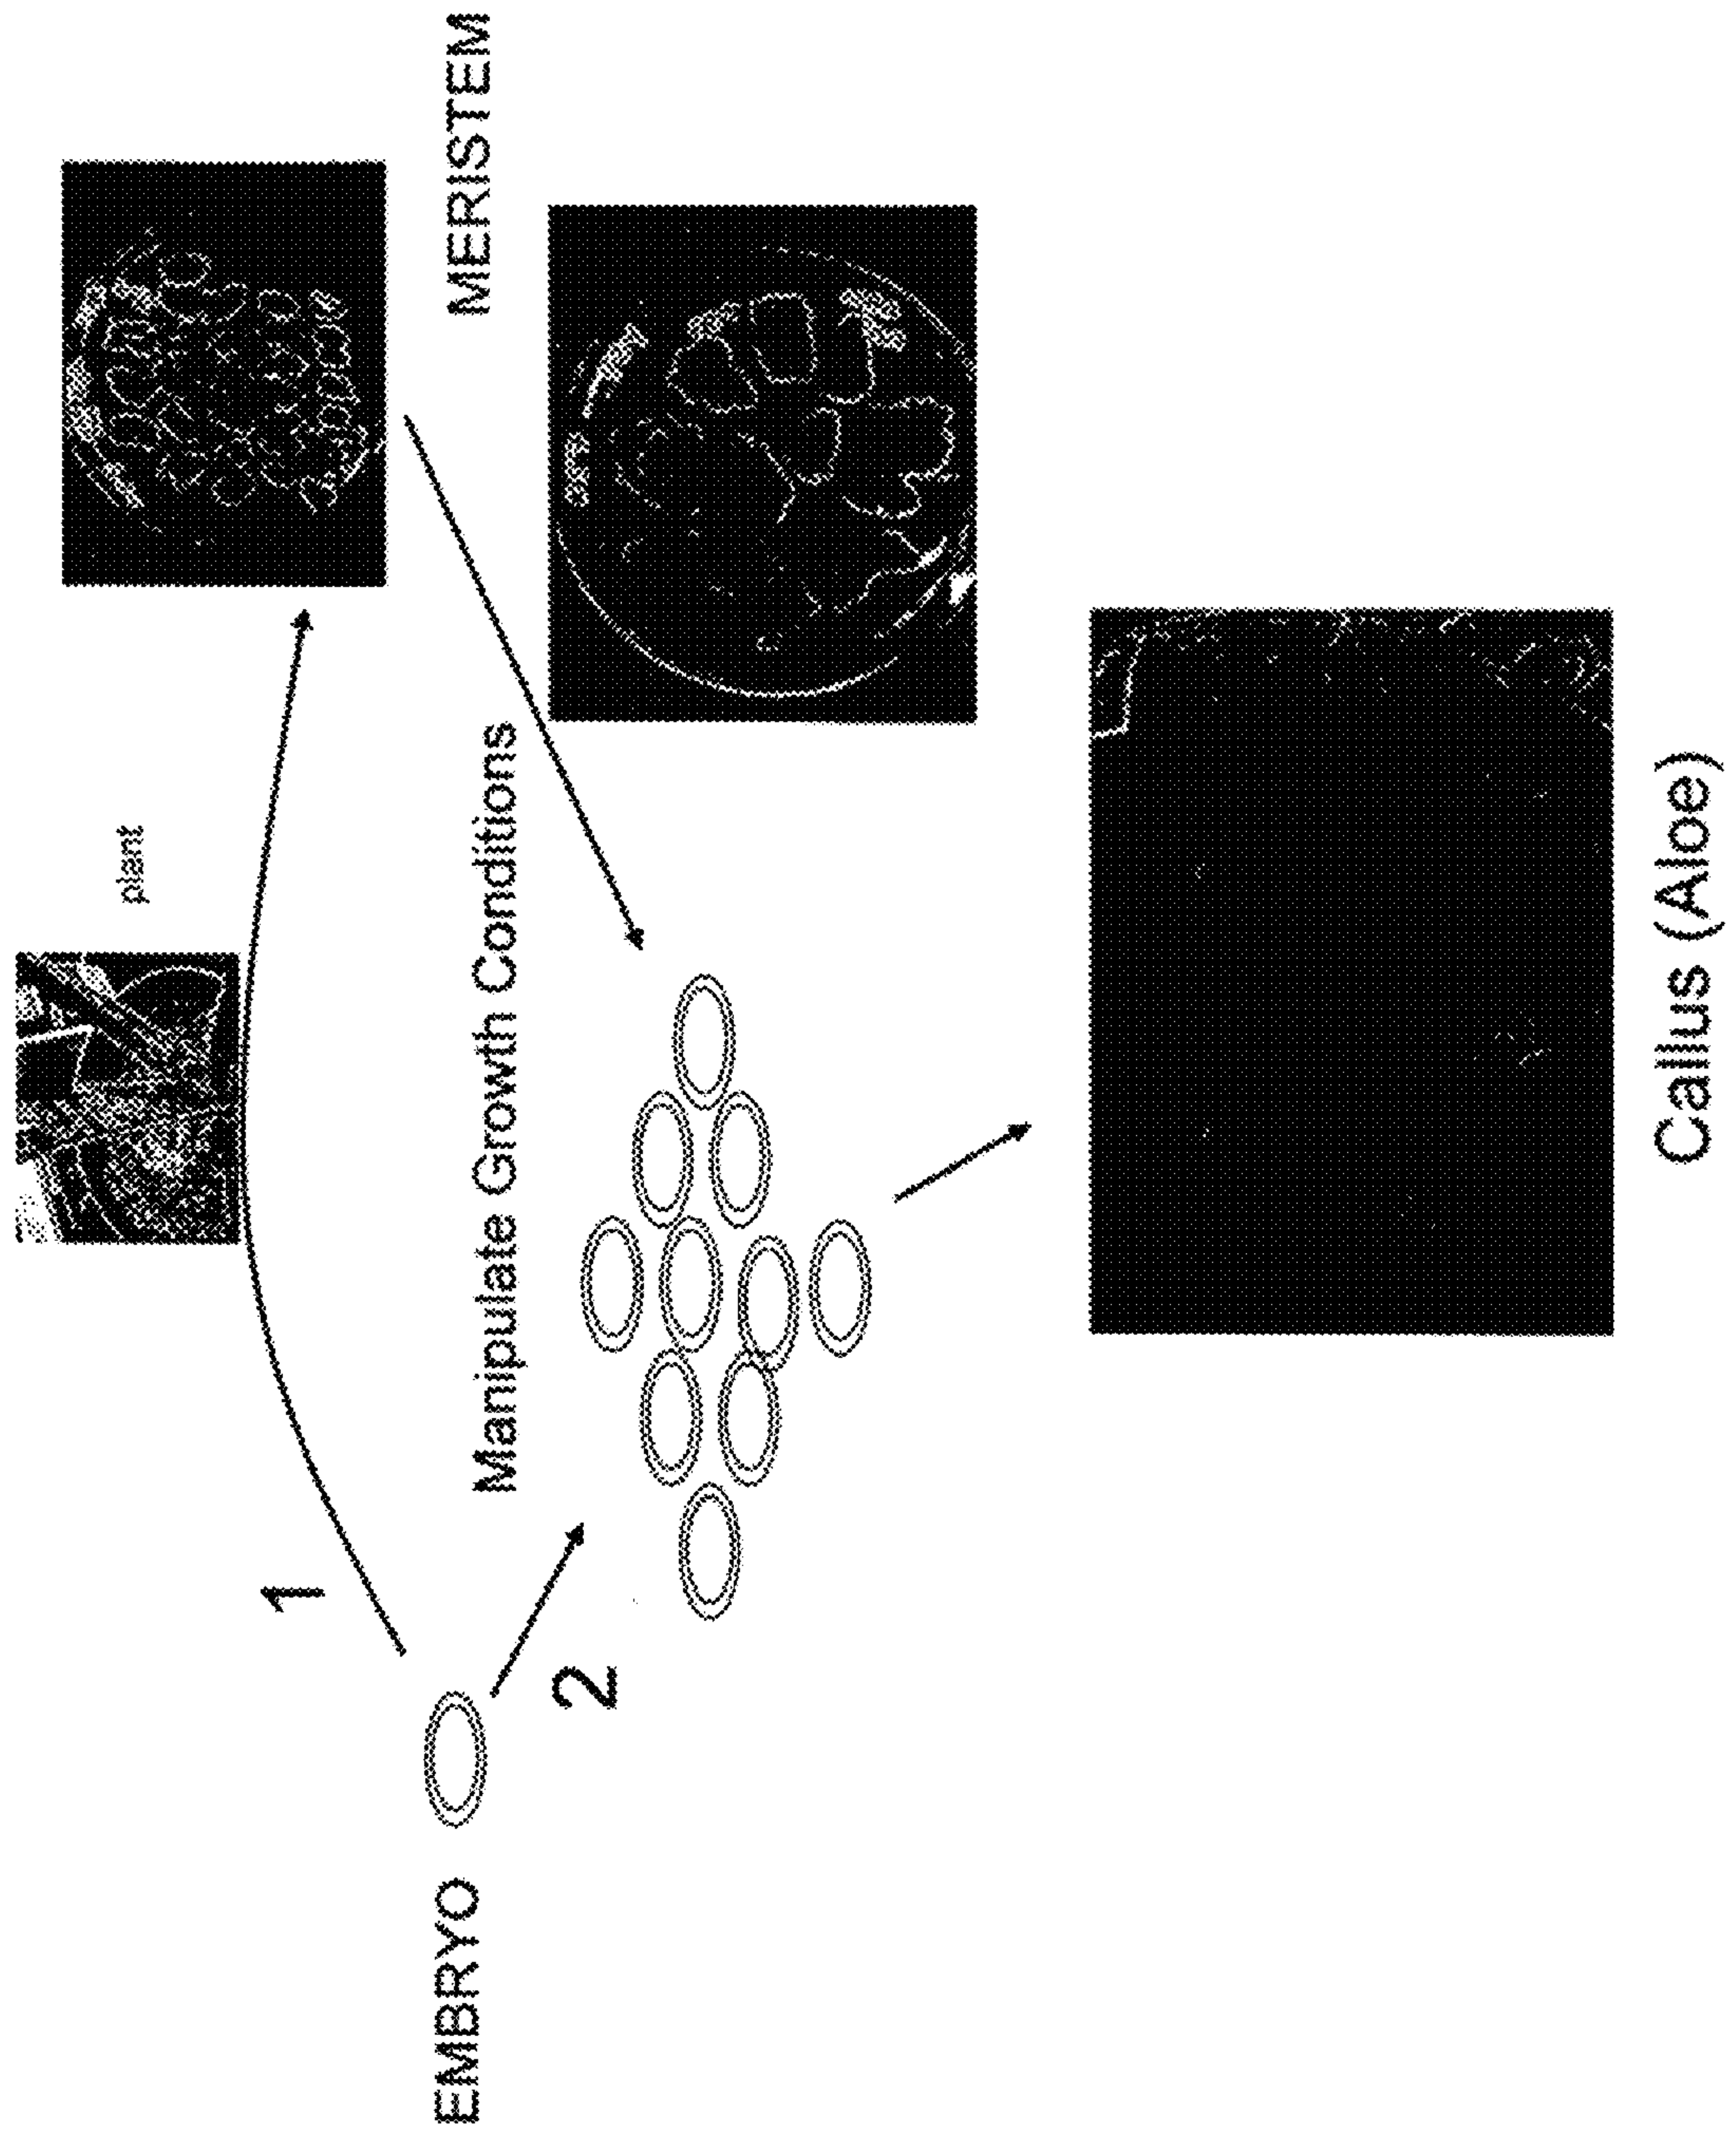 plant
1
MERISTEM
EMBRYO
Manipulate Growth Conditions
2
Callus (Aloe)